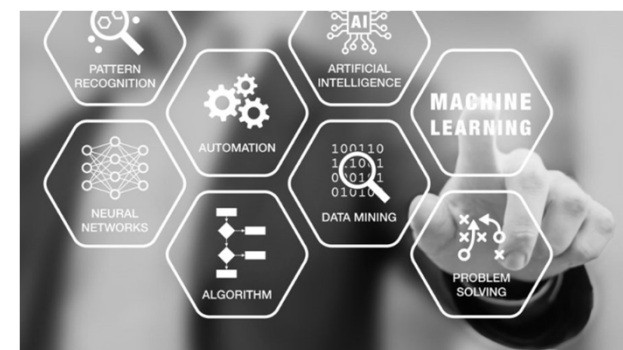 PATTERN
RECOGNITION
ARTIFICIAL
INTELLIGENCE
AI
MACHINE
LEARNING
AUTOMATION
100110
NEURAL
NETWORKS
DATA MINING
ALGORITHM
PROBLEM
SOLVING